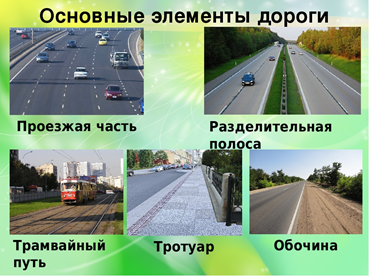 Основные элементы дороги
Проезжая часть
Разделительная
полоса
Трамвайный
путь
Тротуар
Обочина